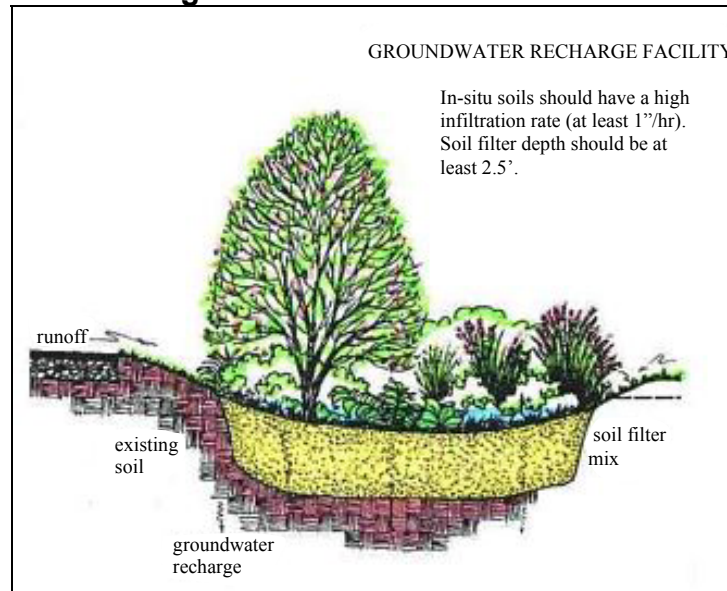 GROUNDWATER RECHARGE FACILITY
In-situ soils should have a high
infiltration rate (at least 1”/hr).
Soil filter depth should be at
least 2.5’.
runoff
existing
soil
soil filter
mix
groundwater
recharge